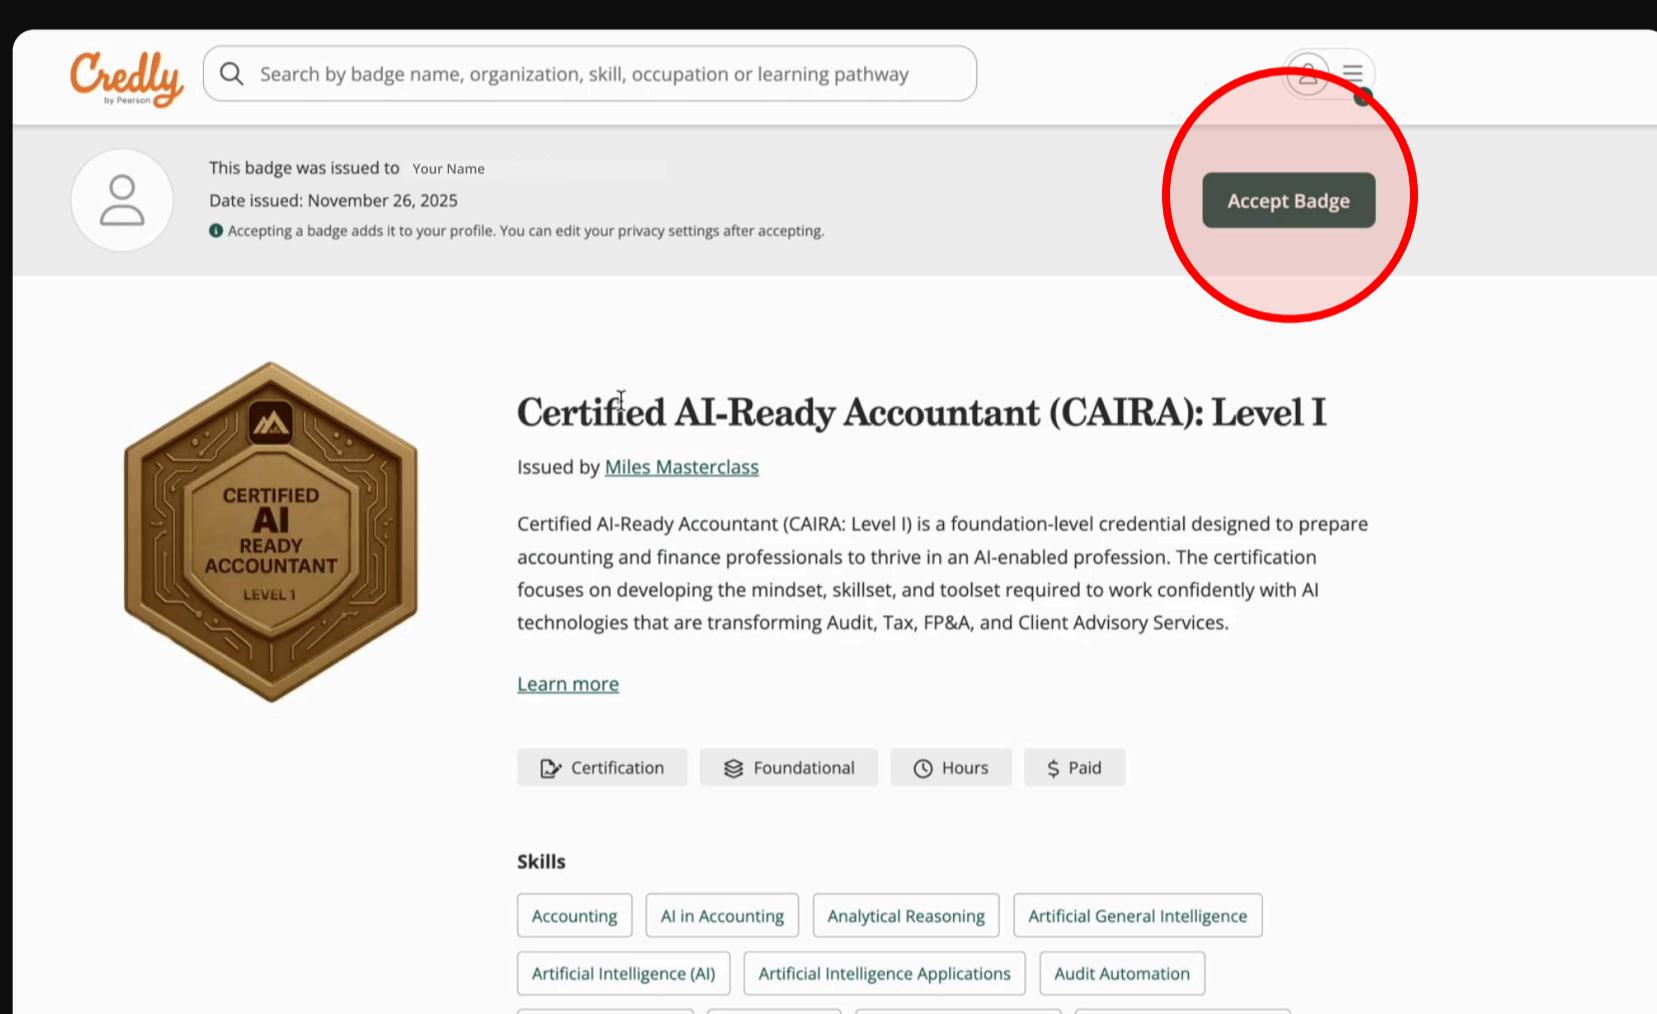 Credly
by Pearson
Search by badge name, organization, skill, occupation or learning pathway
This badge was issued to Your Name
Date issued: November 26, 2025
Accepting a badge adds it to your profile. You can edit your privacy settings after accepting.
Accept Badge
CERTIFIED
AI
READY
ACCOUNTANT
LEVEL 1
Certified AI-Ready Accountant (CAIRA): Level I
Issued by Miles Masterclass
Certified AI-Ready Accountant (CAIRA: Level I) is a foundation-level credential designed to prepare
accounting and finance professionals to thrive in an AI-enabled profession. The certification
focuses on developing the mindset, skillset, and toolset required to work confidently with AI
technologies that are transforming Audit, Tax, FP&A, and Client Advisory Services.
Learn more
Certification Foundational Hours $ Paid
Skills
Accounting AI in Accounting Analytical Reasoning Artificial General Intelligence
Artificial Intelligence (AI) Artificial Intelligence Applications Audit Automation